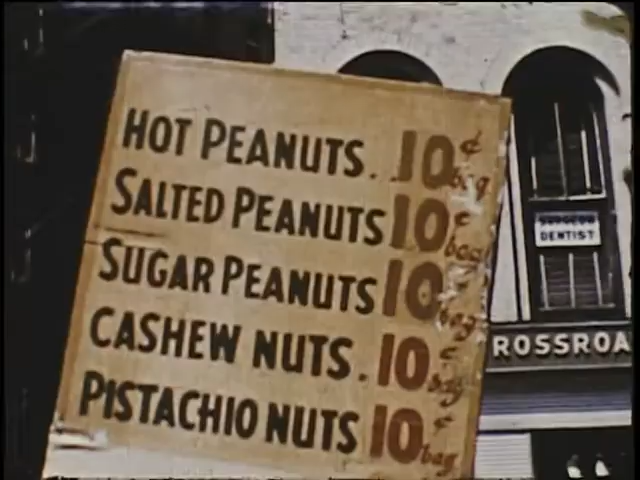 HOT PEANUTS. 10¢ bag
SALTED PEANUTS 10¢ bag
SUGAR PEANUTS 10¢ bag
CASHEW NUTS. 10¢ bag
PISTACHIO NUTS 10¢ bag
SURGEON
DENTIST
ROSSROA